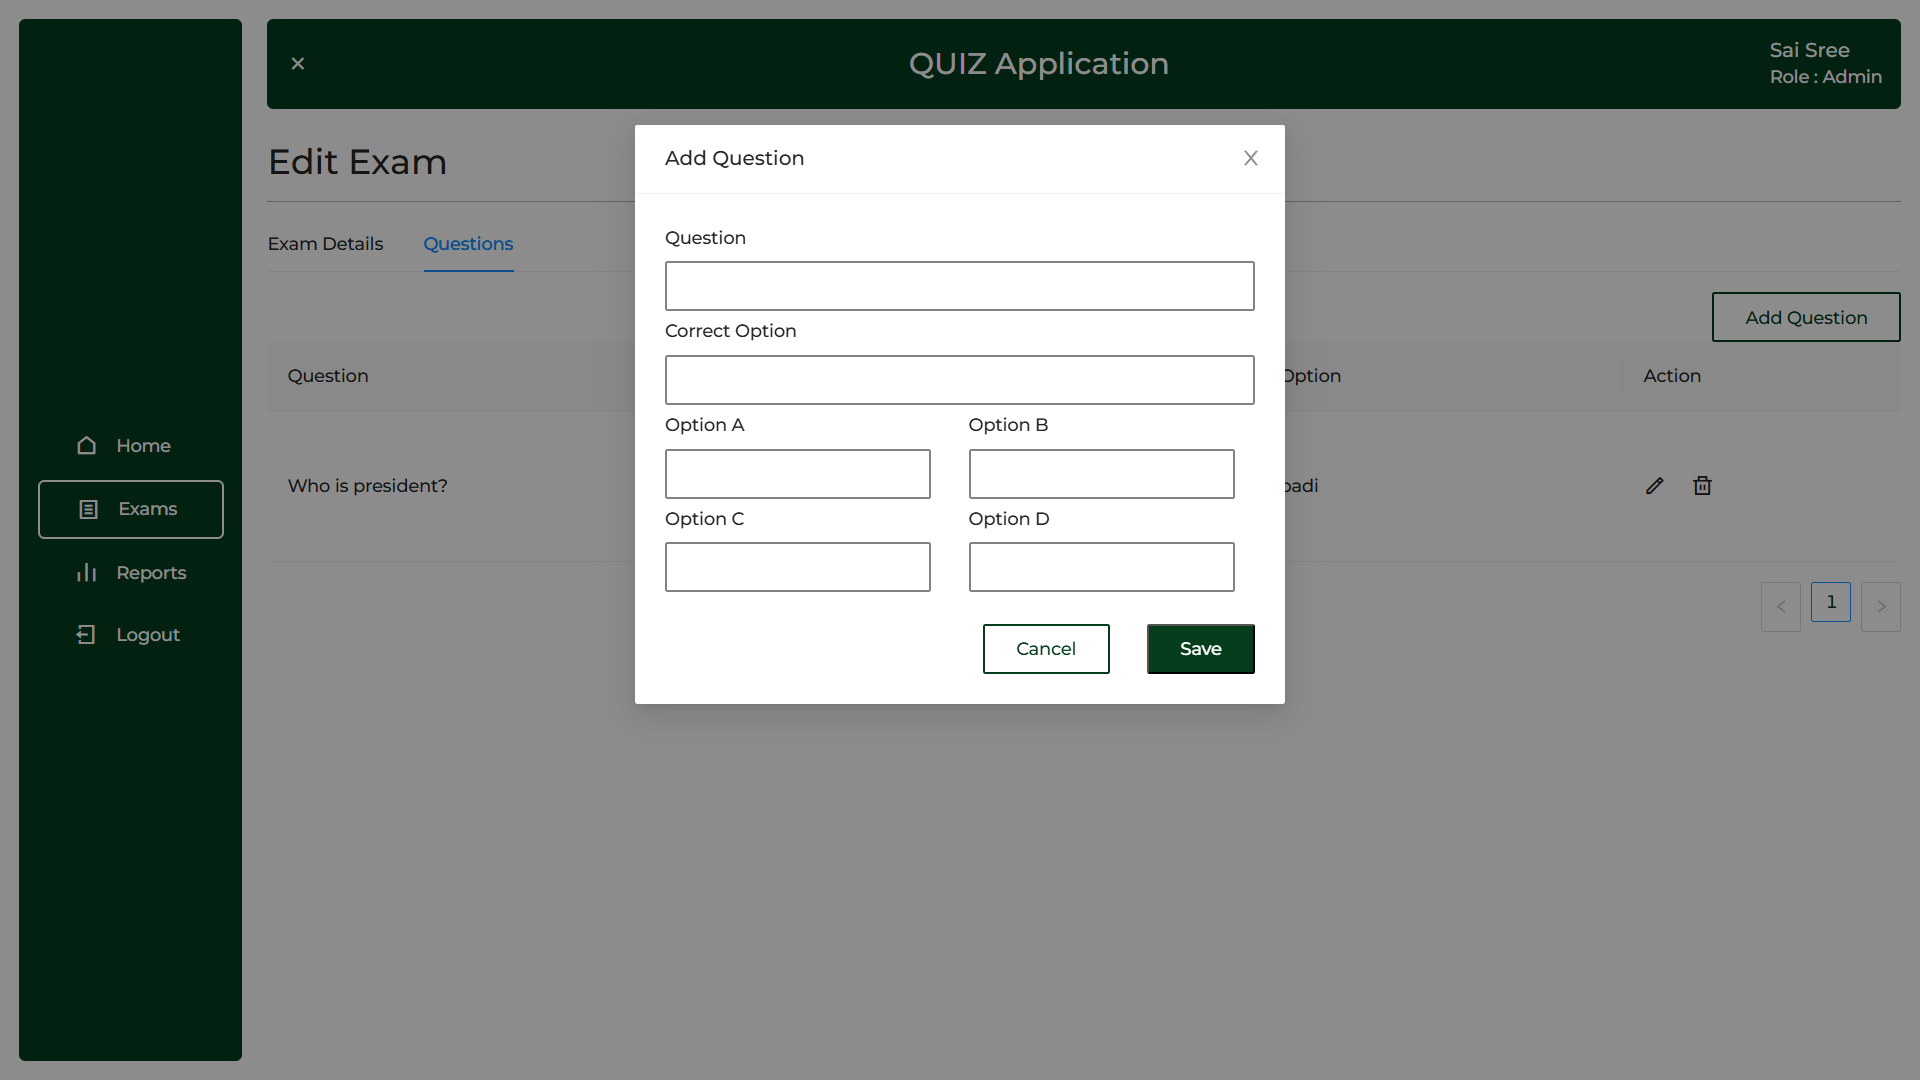 QUIZ Application
Sai Sree
Role : Admin
Home
Exams
Reports
Logout
Edit Exam
Exam Details
Questions
Add Question
Question
Option
Action
Who is president?
1
Add Question
X
Question
Correct Option
Option A
Option B
Option C
Option D
Cancel
Save